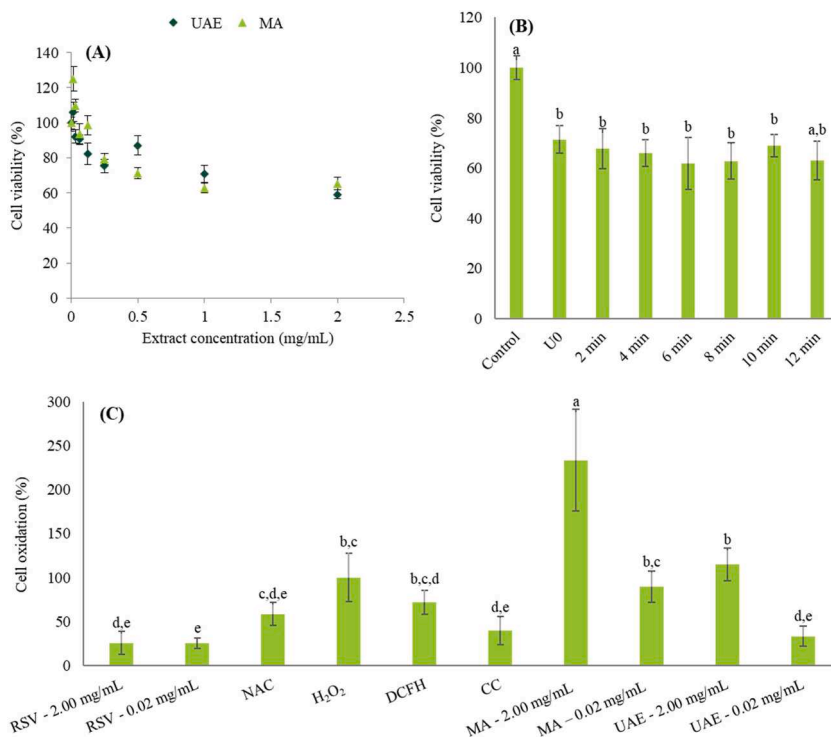 UAE MA
(A)
Cell viability (%)
140
120
100
80
60
40
20
0
0 0.5 1 1.5 2 2.5
Extract concentration (mg/mL)
(B)
Cell viability (%)
120
100
80
60
40
20
0
a b b b b b b a,b
Control U0 2 min 4 min 6 min 8 min 10 min 12 min
(C)
Cell oxidation (%)
300
250
200
150
100
50
0
d,e e c,d,e b,c b,c,d d,e a b,c b d,e
RSV - 2.00 mg/mL RSV - 0.02 mg/mL NAC H₂O₂ DCFH CC MA - 2.00 mg/mL MA – 0.02 mg/mL UAE - 2.00 mg/mL UAE - 0.02 mg/mL